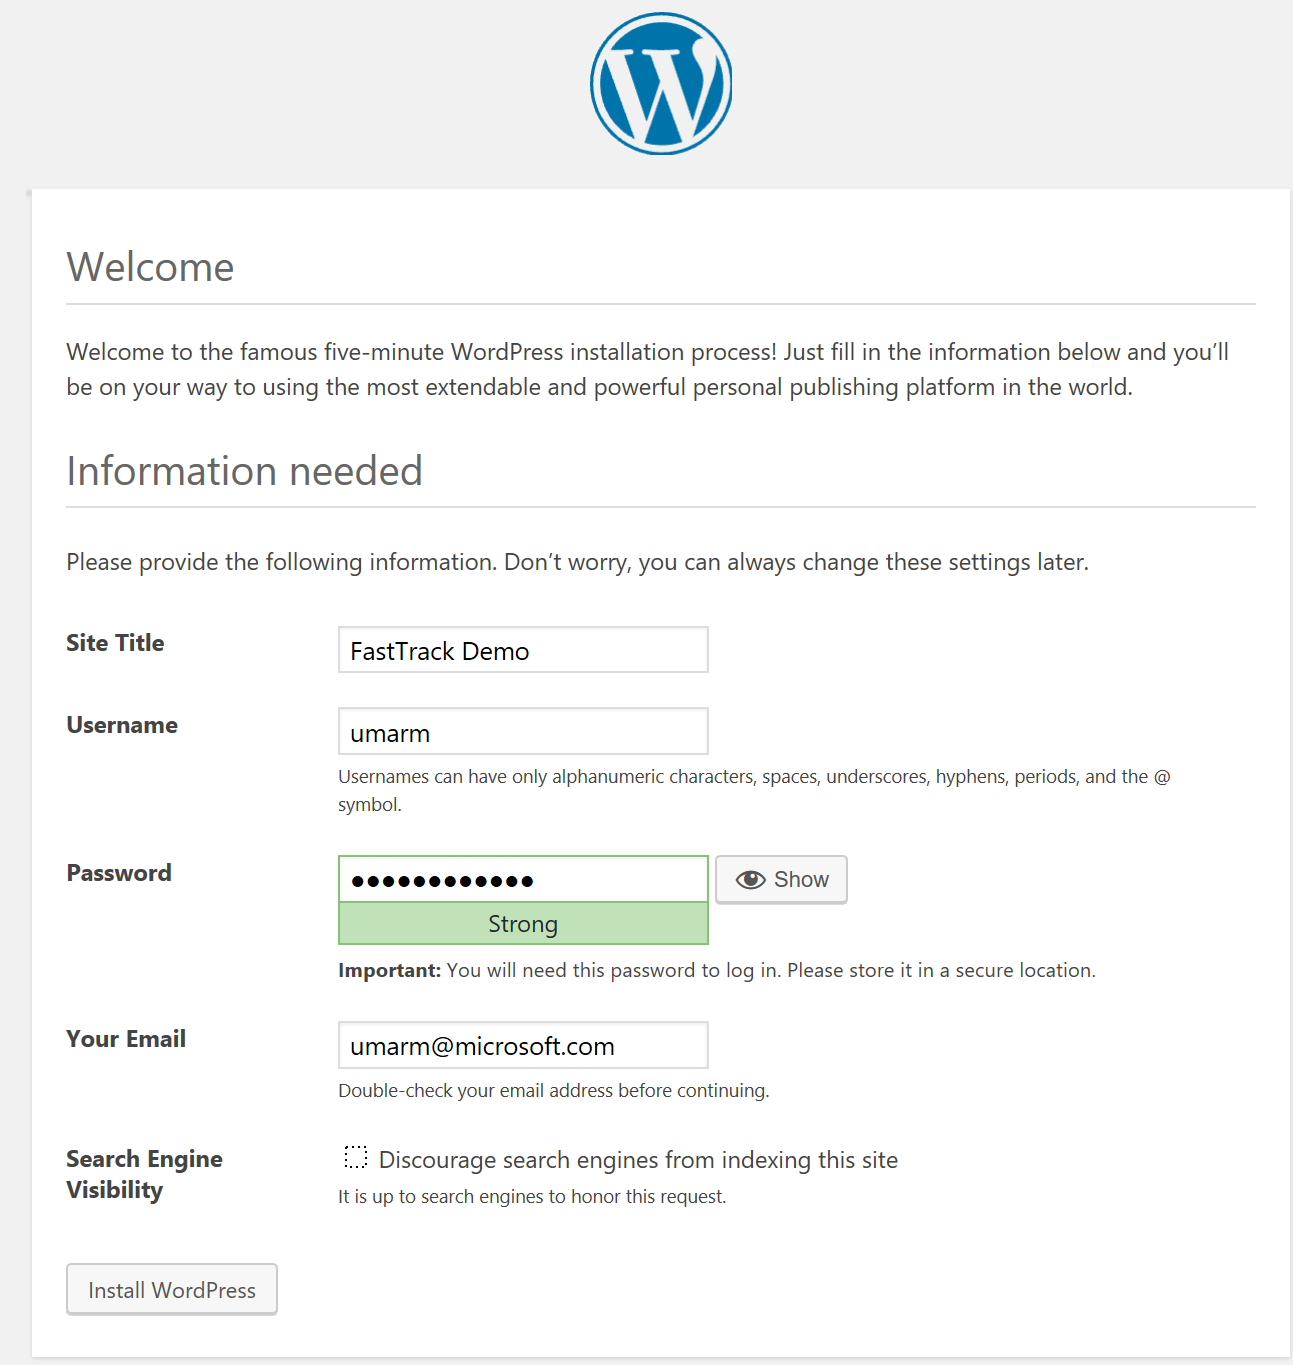 Welcome
Welcome to the famous five-minute WordPress installation process! Just fill in the information below and you’ll
be on your way to using the most extendable and powerful personal publishing platform in the world.
Information needed
Please provide the following information. Don’t worry, you can always change these settings later.
Site Title
FastTrack Demo
Username
umarm
Usernames can have only alphanumeric characters, spaces, underscores, hyphens, periods, and the @
symbol.
Password
●●●●●●●●●●●●
Show
Strong
Important: You will need this password to log in. Please store it in a secure location.
Your Email
umarm@microsoft.com
Double-check your email address before continuing.
Search Engine
Visibility
Discourage search engines from indexing this site
It is up to search engines to honor this request.
Install WordPress